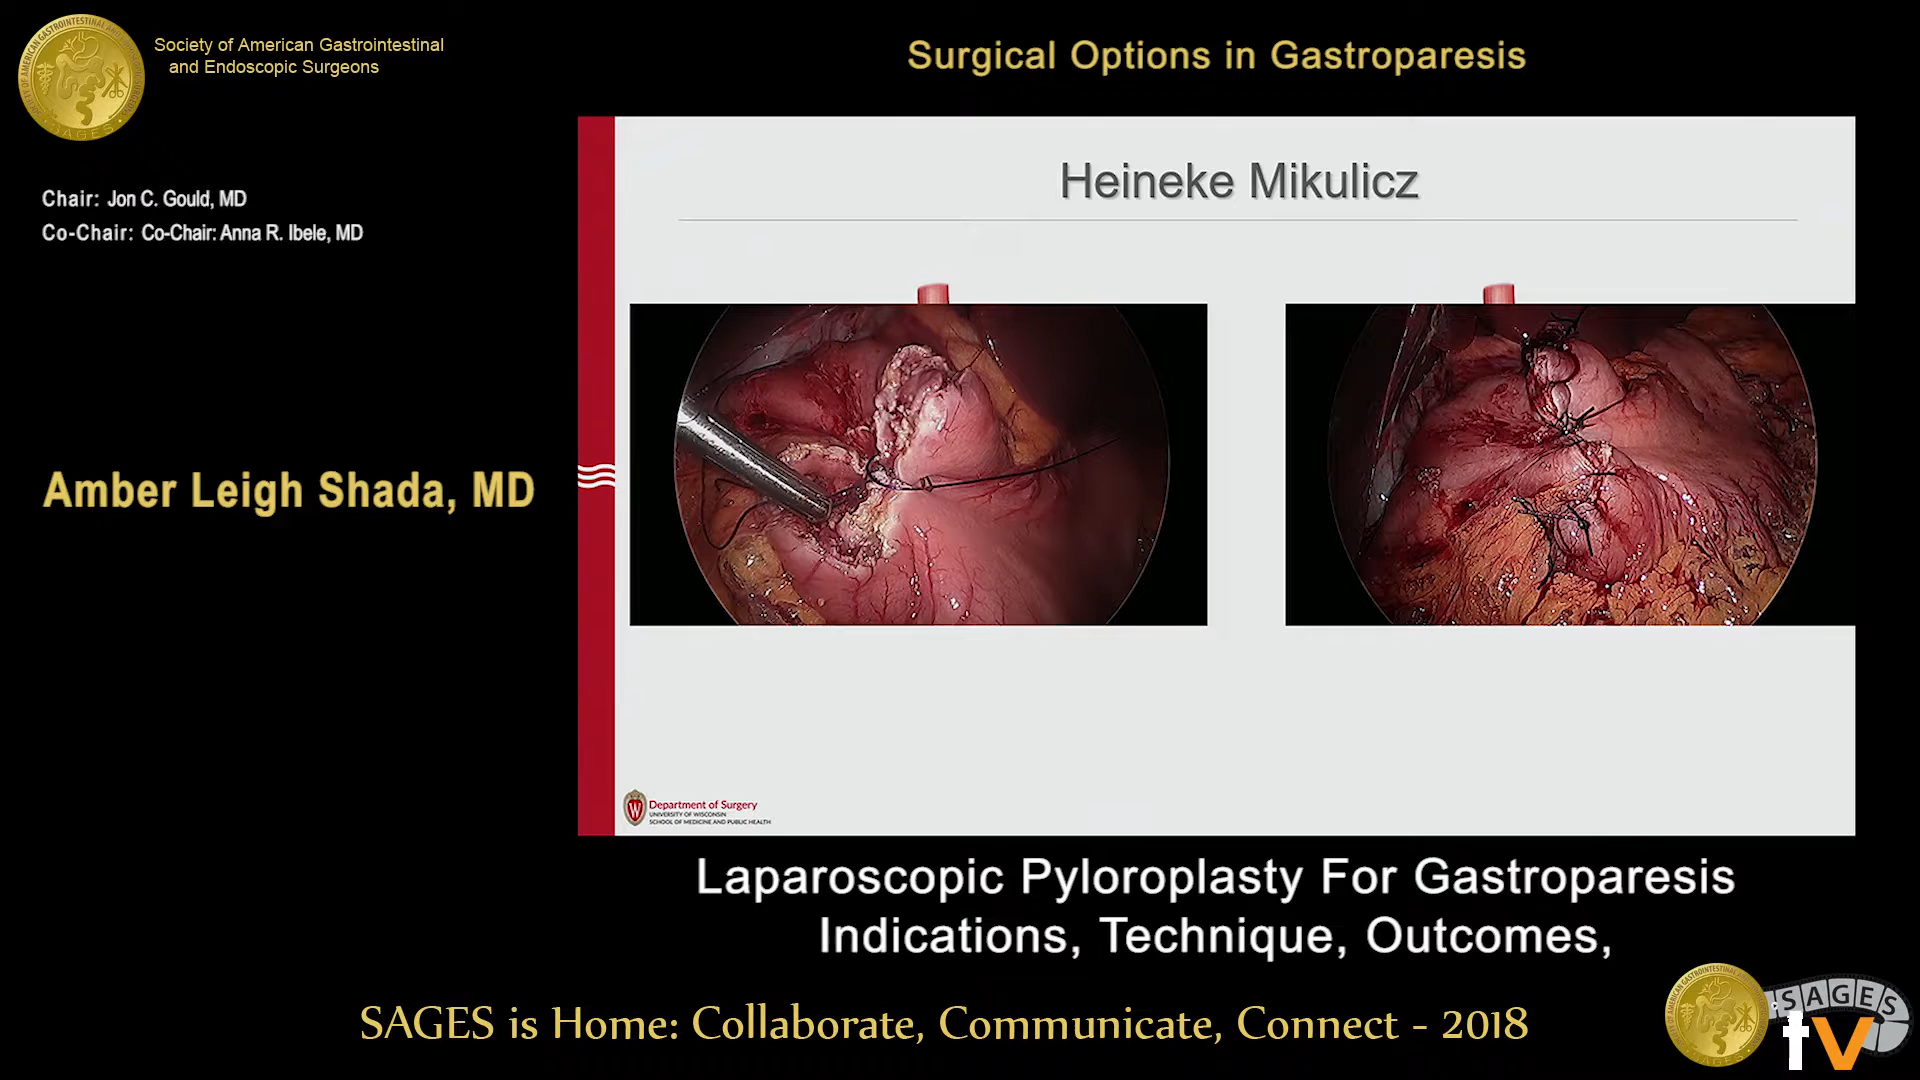 Society of American Gastrointestinal
and Endoscopic Surgeons
Surgical Options in Gastroparesis
Chair: Jon C. Gould, MD
Co-Chair: Co-Chair: Anna R. Ibele, MD
Heineke Mikulicz
Amber Leigh Shada, MD
W
Department of Surgery
UNIVERSITY OF WISCONSIN
SCHOOL OF MEDICINE AND PUBLIC HEALTH
Laparoscopic Pyloroplasty For Gastroparesis
Indications, Technique, Outcomes,
SAGES is Home: Collaborate, Communicate, Connect - 2018
SAGES
tv